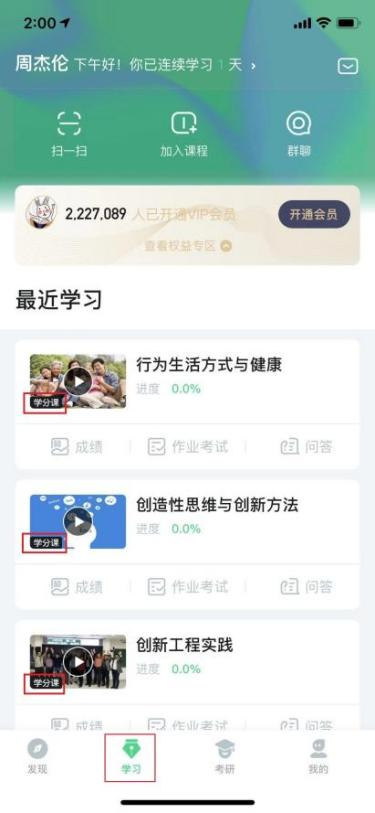 2:00
周杰伦 下午好！你已连续学习 1 天 ›
扫一扫 加入课程 群聊
2,227,089 人已开通VIP会员 开通会员
查看权益专区
最近学习
行为生活方式与健康
进度 0.0%
学分课
成绩 作业考试 问答
创造性思维与创新方法
进度 0.0%
学分课
成绩 作业考试 问答
创新工程实践
进度 0.0%
学分课
成绩 作业考试 问答
发现 学习 考研 我的